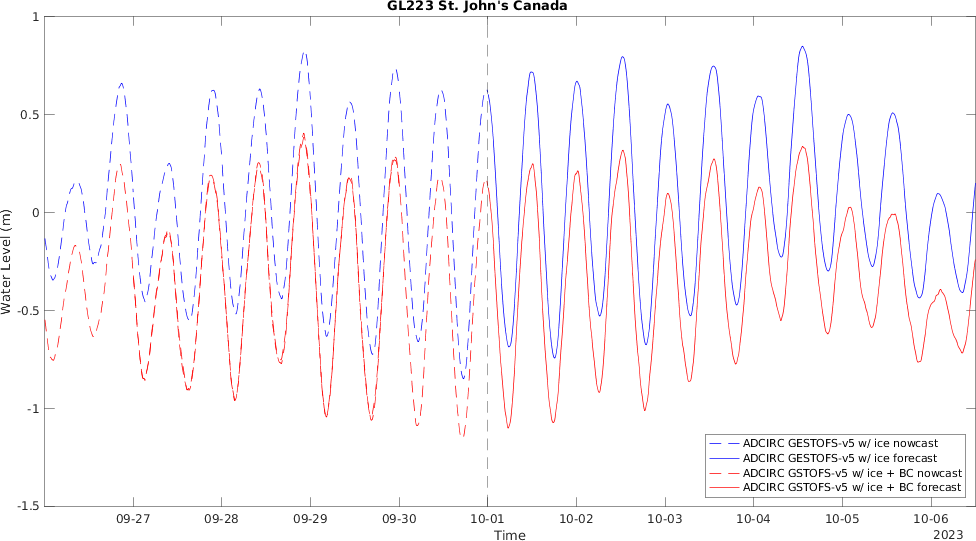 GL223 St. John's Canada
1
0.5
0
-0.5
-1
-1.5
Water Level (m)
ADCIRC GESTOFS-v5 w/ ice nowcast
ADCIRC GESTOFS-v5 w/ ice forecast
ADCIRC GSTOFS-v5 w/ ice + BC nowcast
ADCIRC GSTOFS-v5 w/ ice + BC forecast
09-27 09-28 09-29 09-30 10-01 10-02 10-03 10-04 10-05 10-06
Time
2023